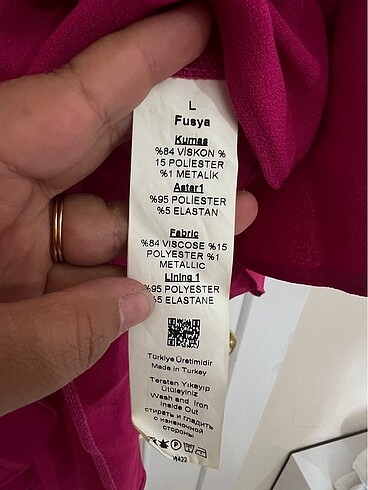 L
Fusya
Kumas
%84 VİSKON %
15 POLİESTER
%1 METALİK
Astar1
%95 POLİESTER
%5 ELASTAN
Fabric
%84 VISCOSE %15
POLYESTER %1
METALLIC
Lining 1
%95 POLYESTER
%5 ELASTANE
Türkiye Üretimidir
Made in Turkey
Tersten Yıkayıp
Ütüleyiniz
Wash and Iron
Inside Out
стирать и гладить
с изнаночной
стороны